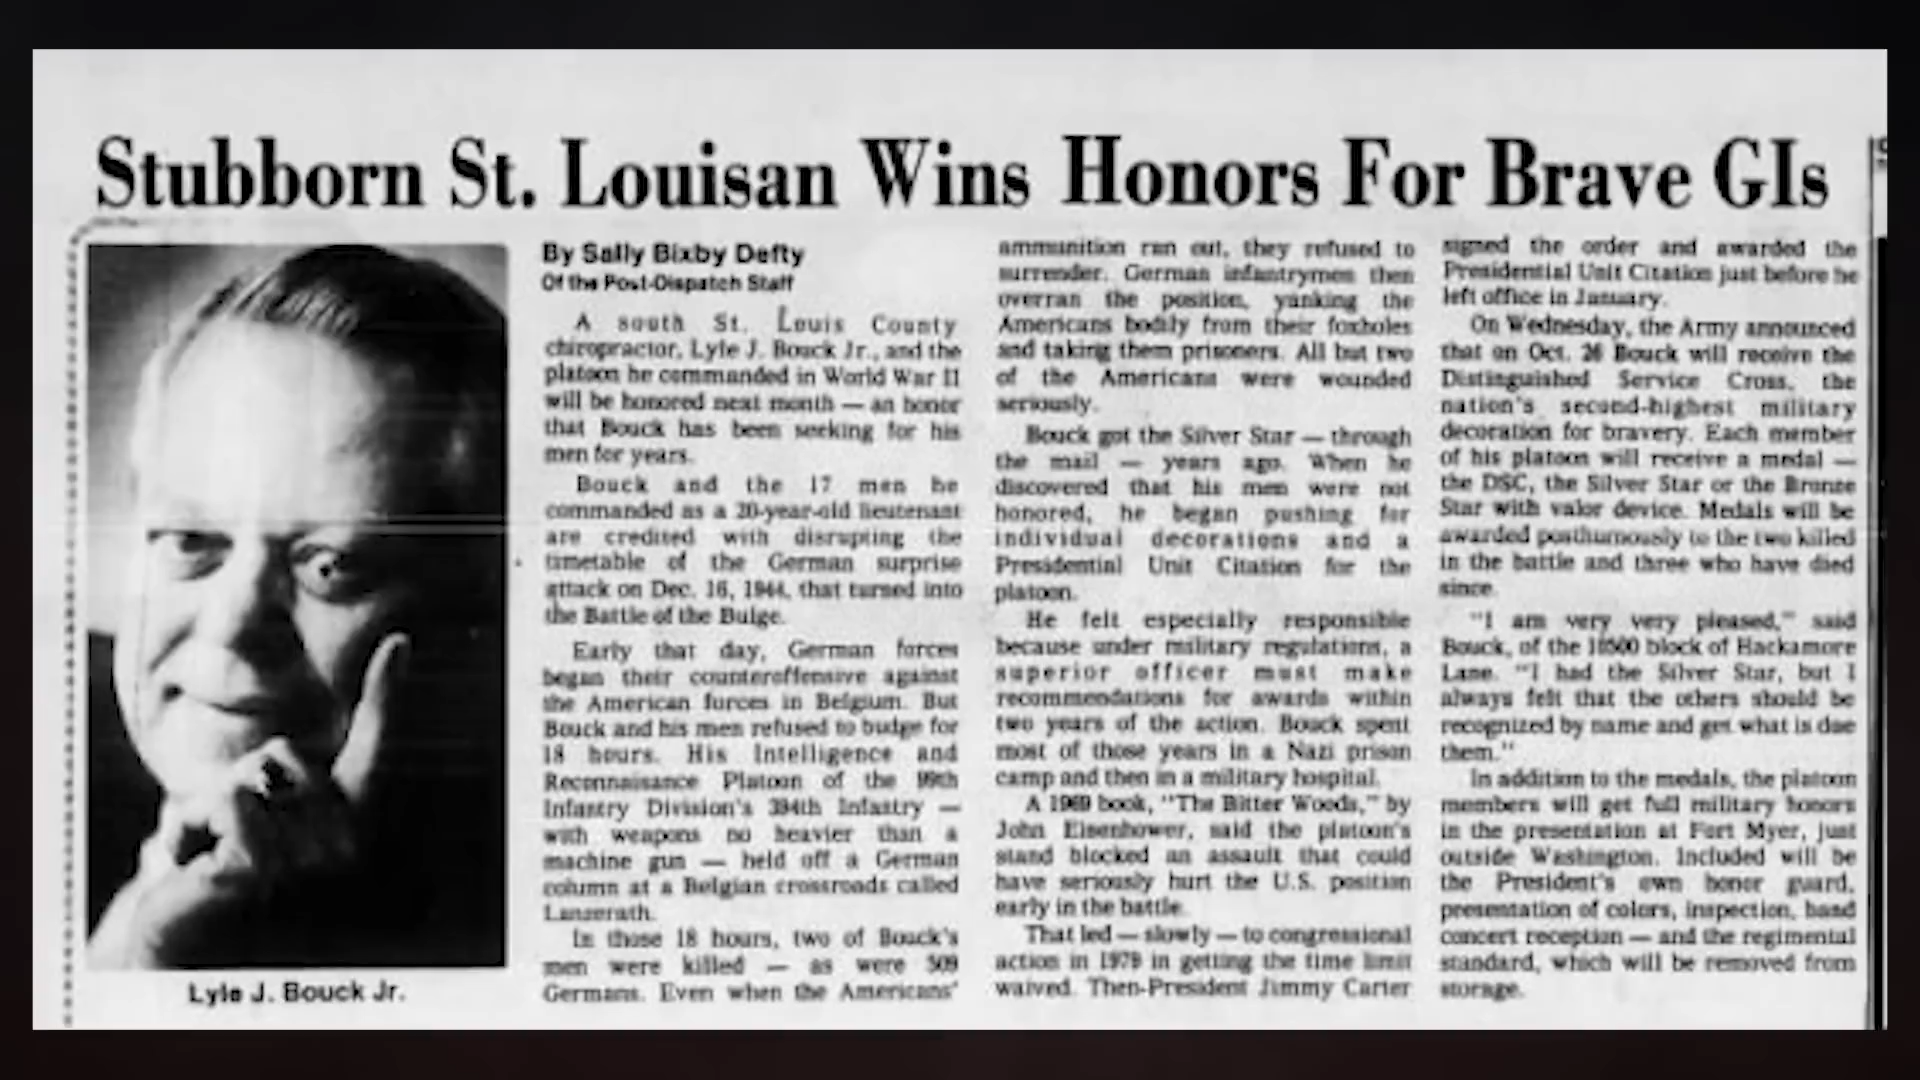 Stubborn St. Louisan Wins Honors For Brave GIs
Lyle J. Bouck Jr.
By Sally Bixby Defty
Of the Post-Dispatch Staff
A south St. Louis County
chiropractor, Lyle J. Bouck Jr., and the
platoon he commanded in World War II
will be honored next month — an honor
that Bouck has been seeking for his
men for years.
Bouck and the 17 men he
commanded as a 20-year-old lieutenant
are credited with disrupting the
timetable of the German surprise
attack on Dec. 16, 1944, that turned into
the Battle of the Bulge.
Early that day, German forces
began their counteroffensive against
the American forces in Belgium. But
Bouck and his men refused to budge for
18 hours. His Intelligence and
Reconnaisance Platoon of the 99th
Infantry Division's 394th Infantry —
with weapons no heavier than a
machine gun — held off a German
column at a Belgian crossroads called
Lanzerath.
In those 18 hours, two of Bouck's
men were killed — as were 509
Germans. Even when the Americans'
ammunition ran out, they refused to
surrender. German infantrymen then
overran the position, yanking the
Americans bodily from their foxholes
and taking them prisoners. All but two
of the Americans were wounded
seriously.
Bouck got the Silver Star — through
the mail — years ago. When he
discovered that his men were not
honored, he began pushing for
individual decorations and a
Presidential Unit Citation for the
platoon.
He felt especially responsible
because under military regulations, a
superior officer must make
recommendations for awards within
two years of the action. Bouck spent
most of those years in a Nazi prison
camp and then in a military hospital.
A 1969 book, "The Bitter Woods," by
John Eisenhower, said the platoon's
stand blocked an assault that could
have seriously hurt the U.S. position
early in the battle.
That led — slowly — to congressional
action in 1979 in getting the time limit
waived. Then-President Jimmy Carter
signed the order and awarded the
Presidential Unit Citation just before he
left office in January.
On Wednesday, the Army announced
that on Oct. 26 Bouck will receive the
Distinguished Service Cross, the
nation's second-highest military
decoration for bravery. Each member
of his platoon will receive a medal —
the DSC, the Silver Star or the Bronze
Star with valor device. Medals will be
awarded posthumously to the two killed
in the battle and three who have died
since.
"I am very very pleased," said
Bouck, of the block of Hackamore
Lane. "I had the Silver Star, but I
always felt that the others should be
recognized by name and get what is due
them."
In addition to the medals, the platoon
members will get full military honors
in the presentation at Fort Myer, just
outside Washington. Included will be
the President's own honor guard,
presentation of colors, inspection, band
concert reception — and the regimental
standard, which will be removed from
storage.